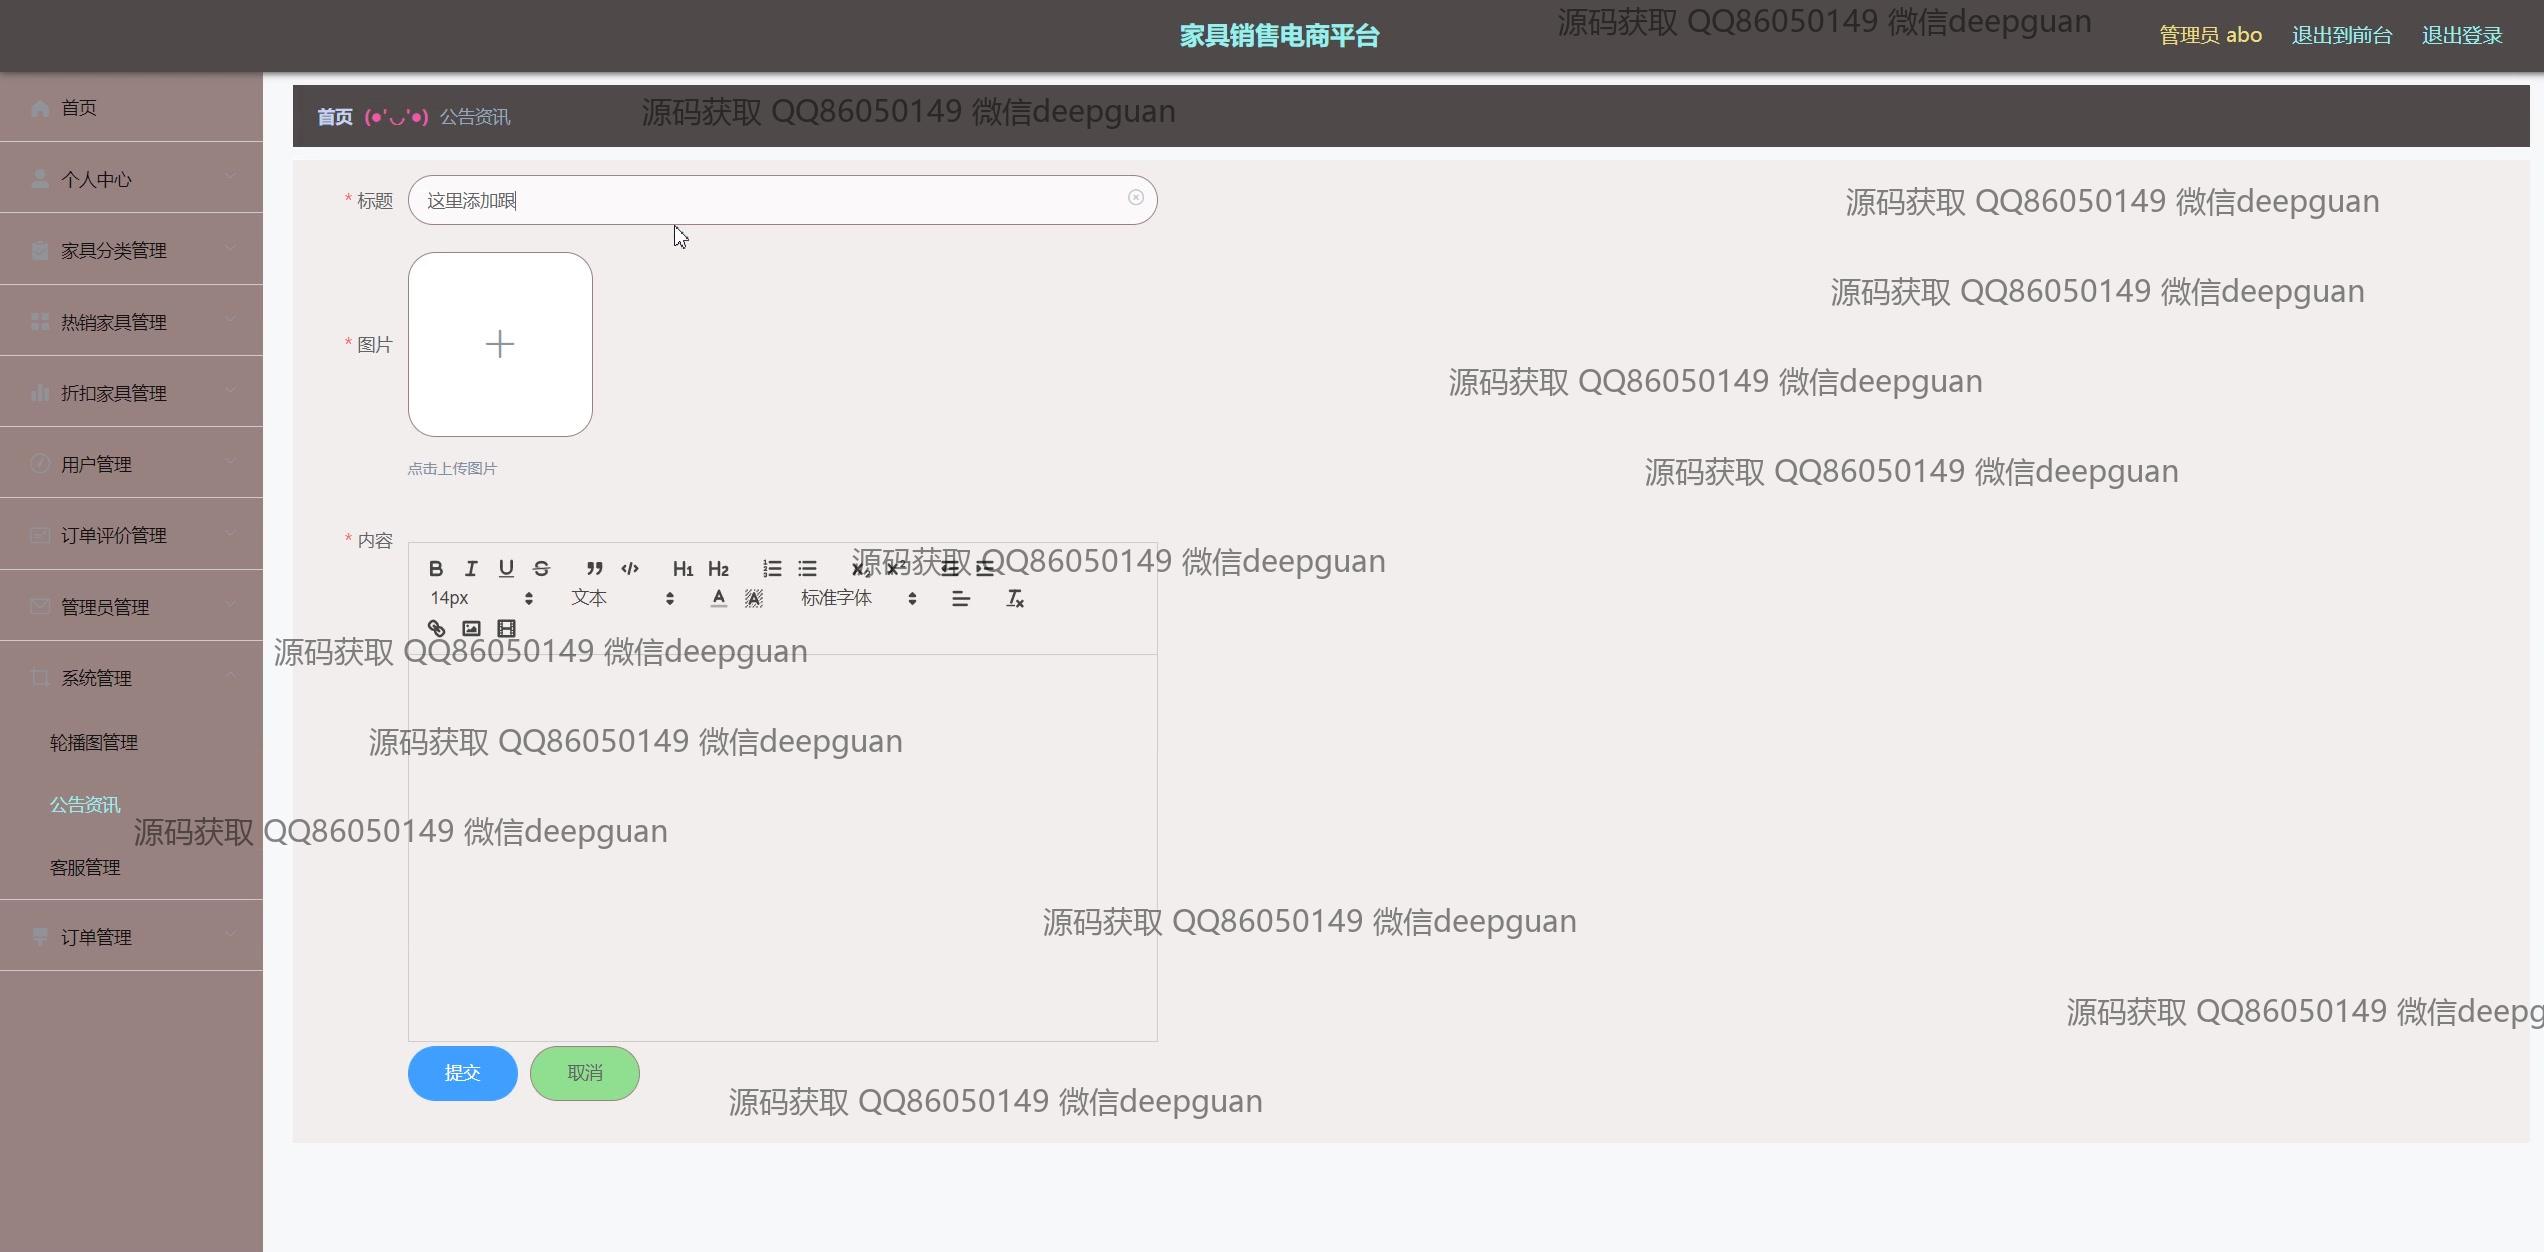 家具销售电商平台
源码获取 QQ86050149 微信deepguan
管理员 abo
退出到前台
退出登录
首页
个人中心
家具分类管理
热销家具管理
折扣家具管理
用户管理
订单评价管理
管理员管理
系统管理
轮播图管理
公告资讯
客服管理
订单管理
首页 (●'◡'●) 公告资讯
源码获取 QQ86050149 微信deepguan
* 标题 这里添加跟
源码获取 QQ86050149 微信deepguan
源码获取 QQ86050149 微信deepguan
* 图片
源码获取 QQ86050149 微信deepguan
点击上传图片
源码获取 QQ86050149 微信deepguan
* 内容
源码获取 QQ86050149 微信deepguan
B I U S H1 H2
14px 文本 A A 标准字体
源码获取 QQ86050149 微信deepguan
源码获取 QQ86050149 微信deepguan
源码获取 QQ86050149 微信deepguan
源码获取 QQ86050149 微信deepguan
源码获取 QQ86050149 微信deepg
提交
取消
源码获取 QQ86050149 微信deepguan